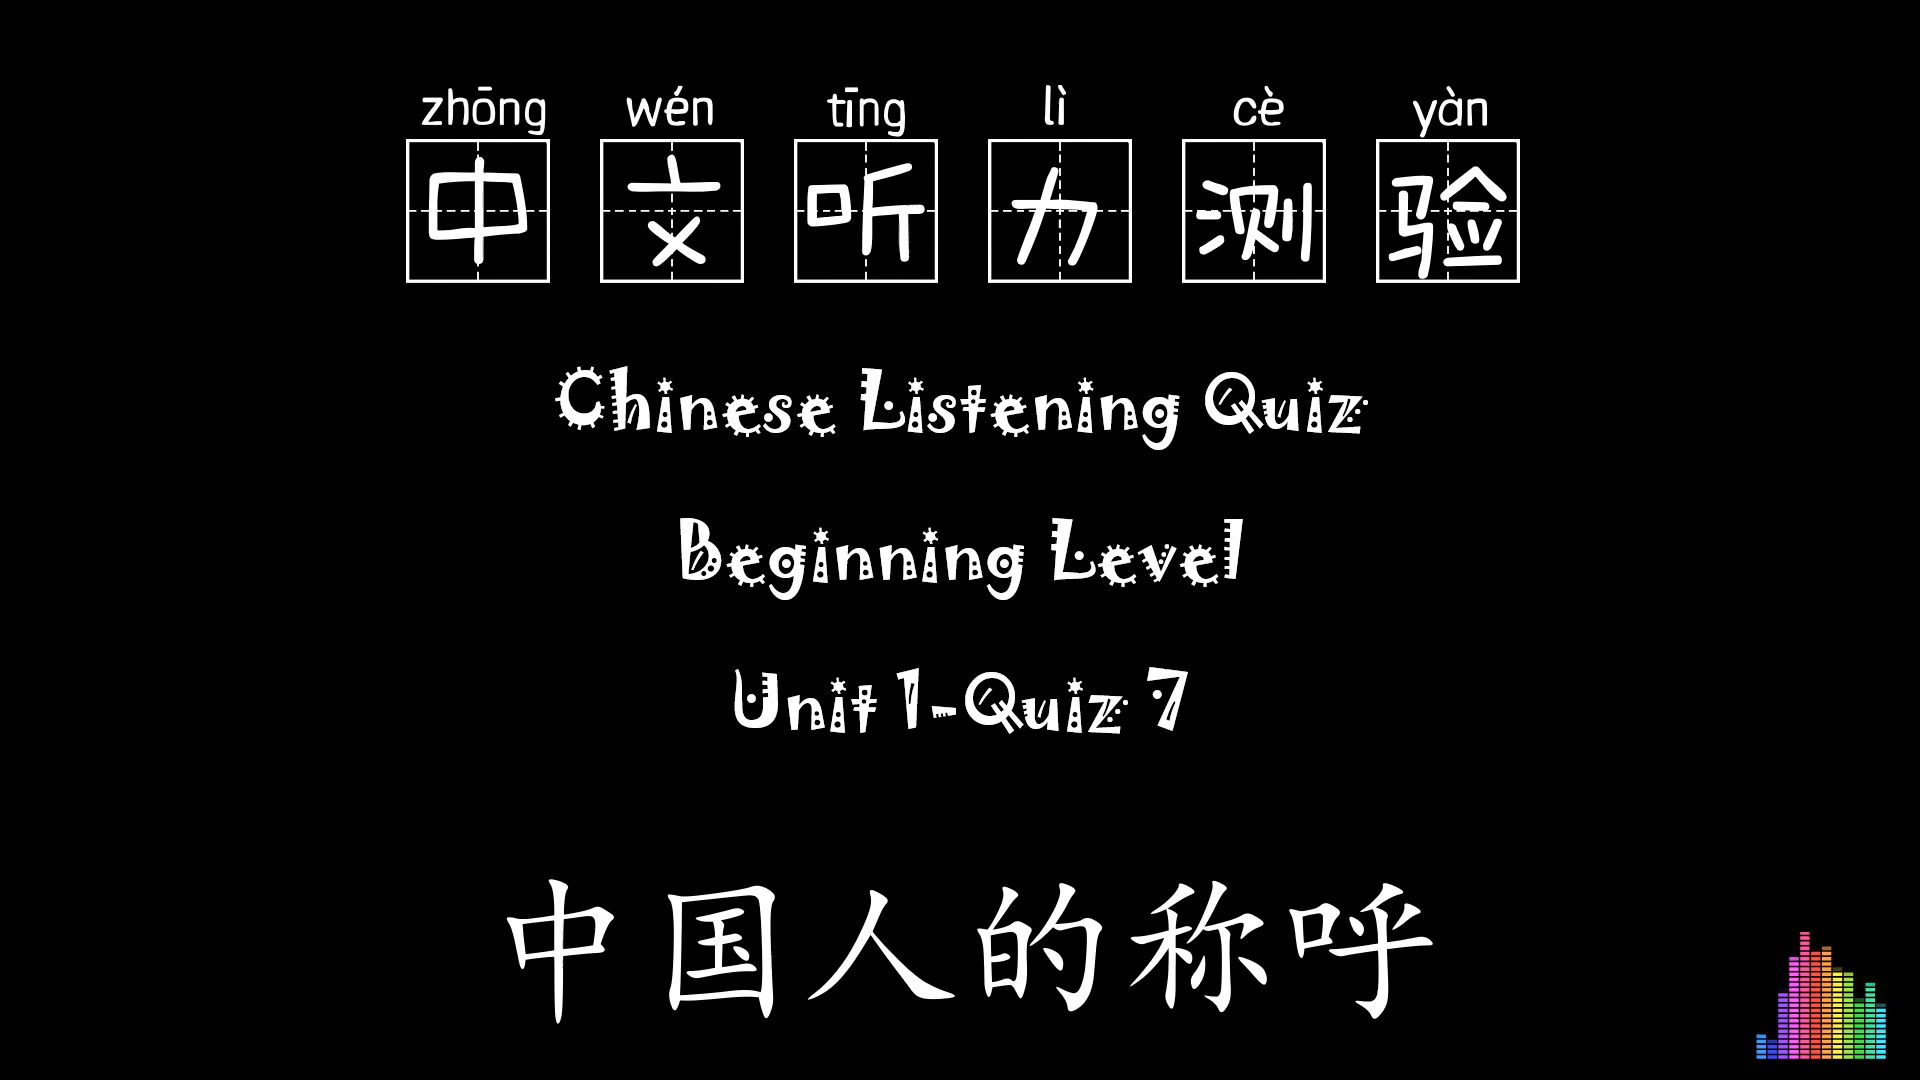 zhōng wén tīng lì cè yàn
中文听力测验
Chinese Listening Quiz
Beginning Level
Unit 1-Quiz 7
中国人的称呼